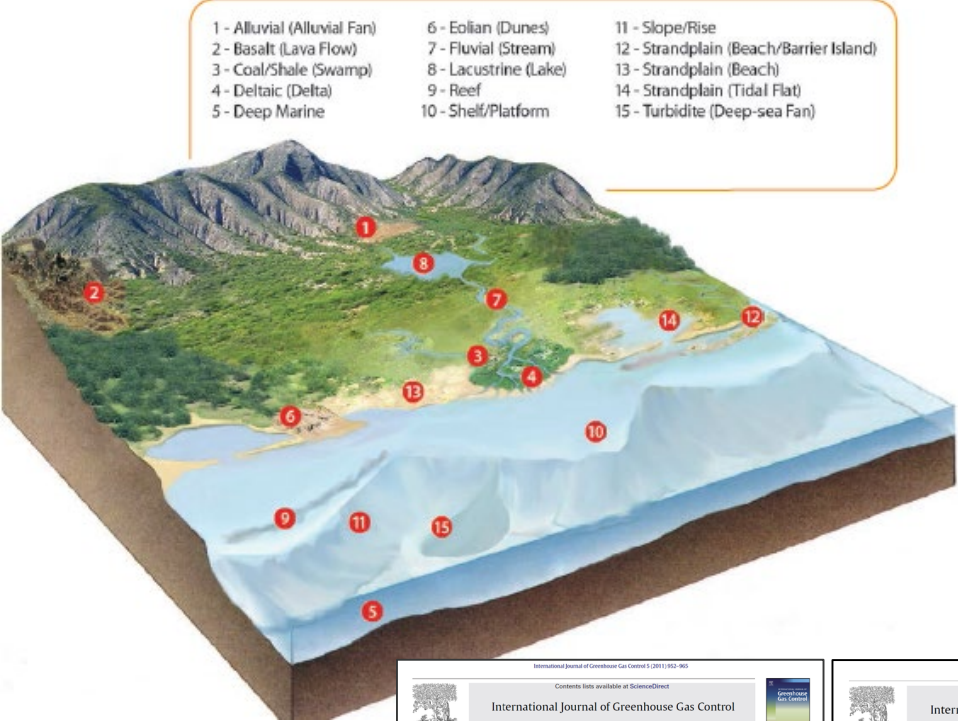 1 - Alluvial (Alluvial Fan)
2 - Basalt (Lava Flow)
3 - Coal/Shale (Swamp)
4 - Deltaic (Delta)
5 - Deep Marine
6 - Eolian (Dunes)
7 - Fluvial (Stream)
8 - Lacustrine (Lake)
9 - Reef
10 - Shelf/Platform
11 - Slope/Rise
12 - Strandplain (Beach/Barrier Island)
13 - Strandplain (Beach)
14 - Strandplain (Tidal Flat)
15 - Turbidite (Deep-sea Fan)
1
8
2
7
14
12
3
4
13
6
10
9
11
15
5
International Journal of Greenhouse Gas Control 5 (2011) 952–965
Contents lists available at ScienceDirect
International Journal of Greenhouse Gas Control
Greenhouse
Gas Control
Intern